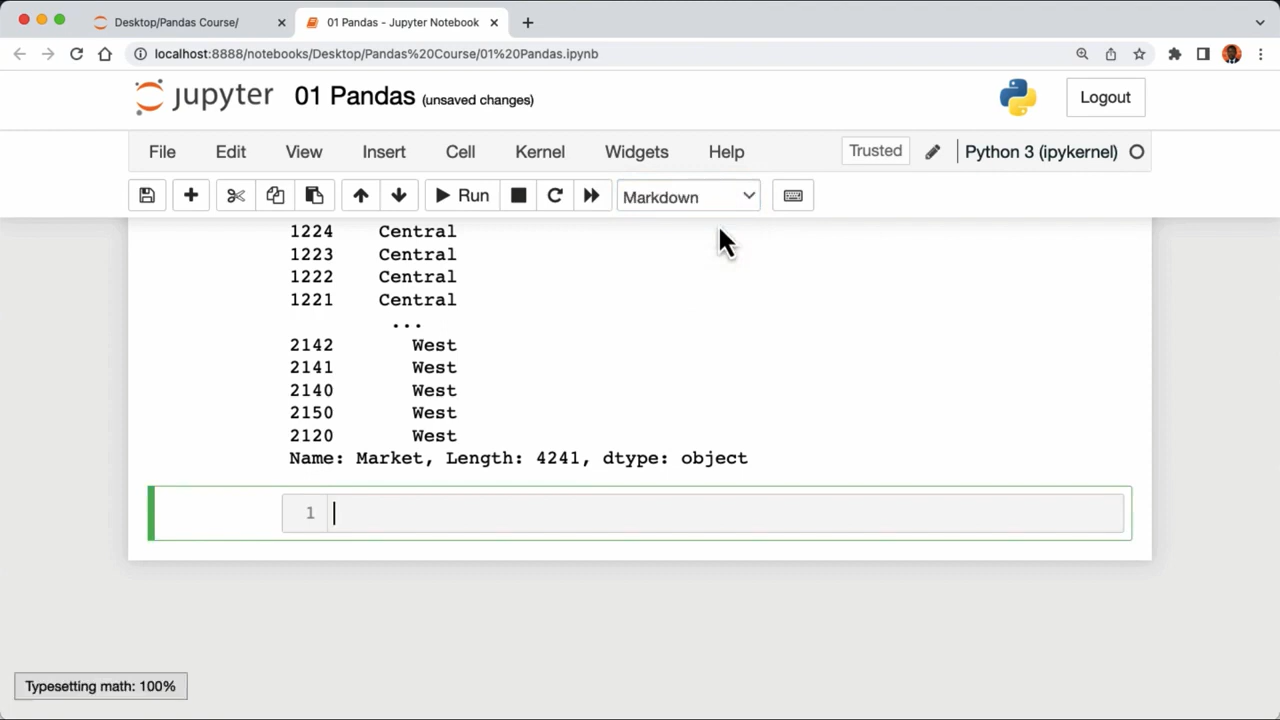 Desktop/Pandas Course/
01 Pandas - Jupyter Notebook
localhost:8888/notebooks/Desktop/Pandas%20Course/01%20Pandas.ipynb
jupyter 01 Pandas (unsaved changes) Logout
File Edit View Insert Cell Kernel Widgets Help Trusted Python 3 (ipykernel)
Run Markdown
1224 Central
1223 Central
1222 Central
1221 Central
...
2142 West
2141 West
2140 West
2150 West
2120 West
Name: Market, Length: 4241, dtype: object
1
Typesetting math: 100%